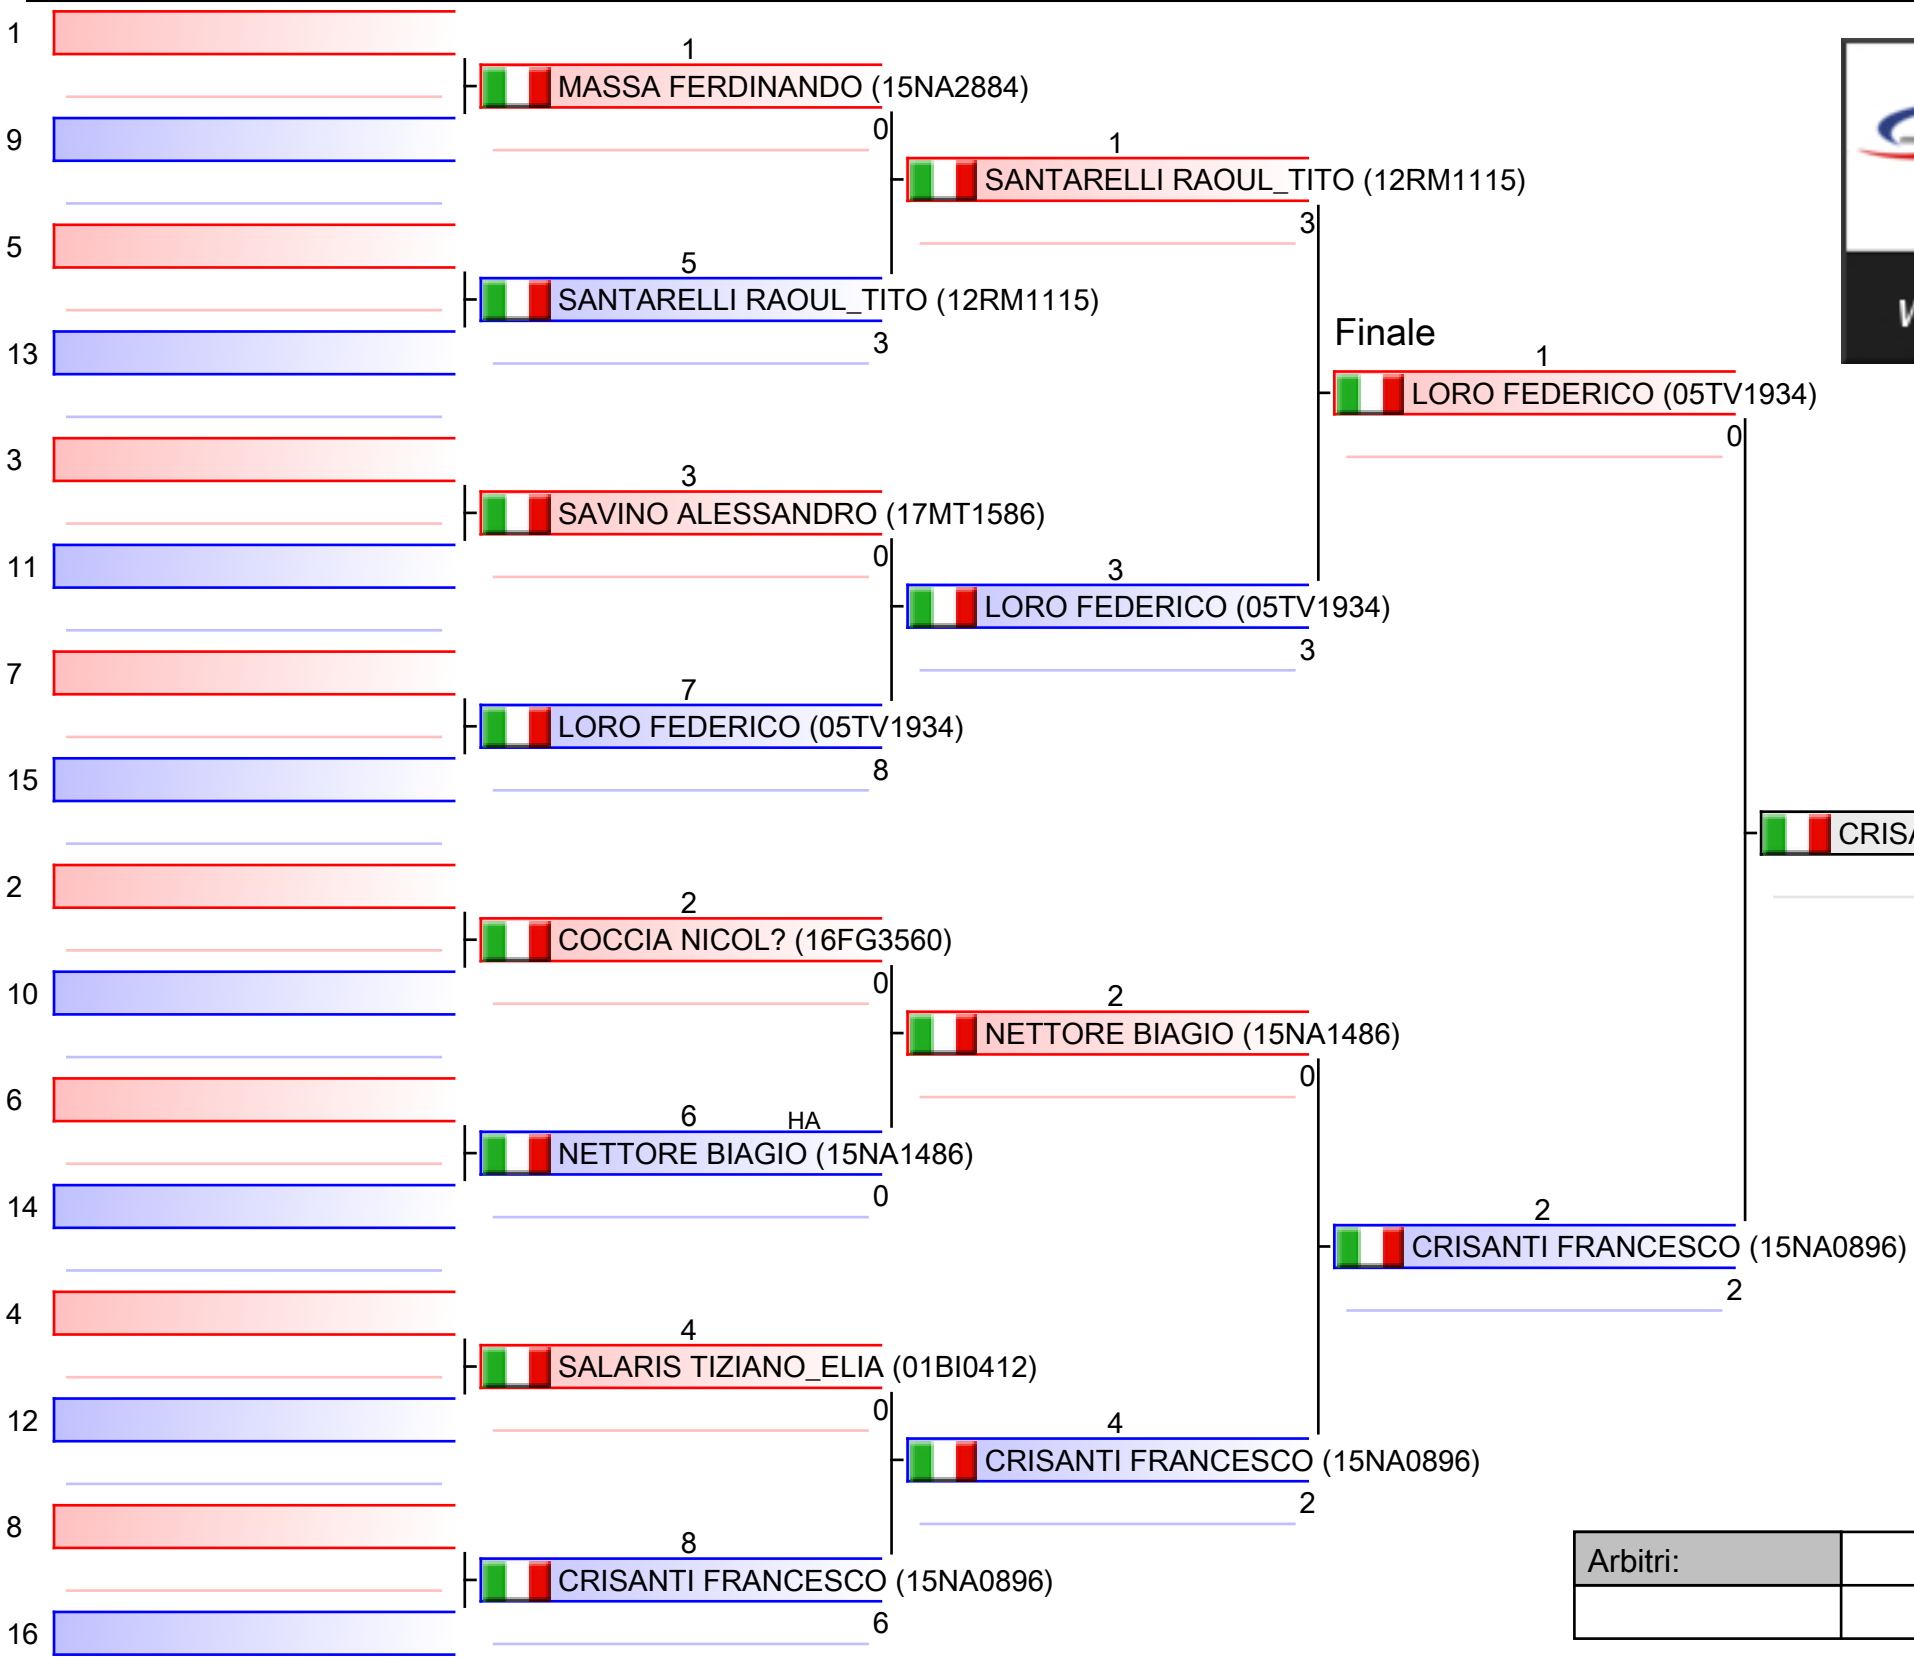 1
9
5
13
3
11
7
15
2
10
6
14
4
12
8
16
1
MASSA FERDINANDO (15NA2884)
0
5
SANTARELLI RAOUL_TITO (12RM1115)
3
3
SAVINO ALESSANDRO (17MT1586)
0
7
LORO FEDERICO (05TV1934)
8
2
COCCIA NICOL? (16FG3560)
0
6 HA
NETTORE BIAGIO (15NA1486)
0
4
SALARIS TIZIANO_ELIA (01BI0412)
0
8
CRISANTI FRANCESCO (15NA0896)
6
1
SANTARELLI RAOUL_TITO (12RM1115)
3
3
LORO FEDERICO (05TV1934)
3
2
NETTORE BIAGIO (15NA1486)
0
4
CRISANTI FRANCESCO (15NA0896)
2
Finale
1
LORO FEDERICO (05TV1934)
0
2
CRISANTI FRANCESCO (15NA0896)
2
Arbitri: